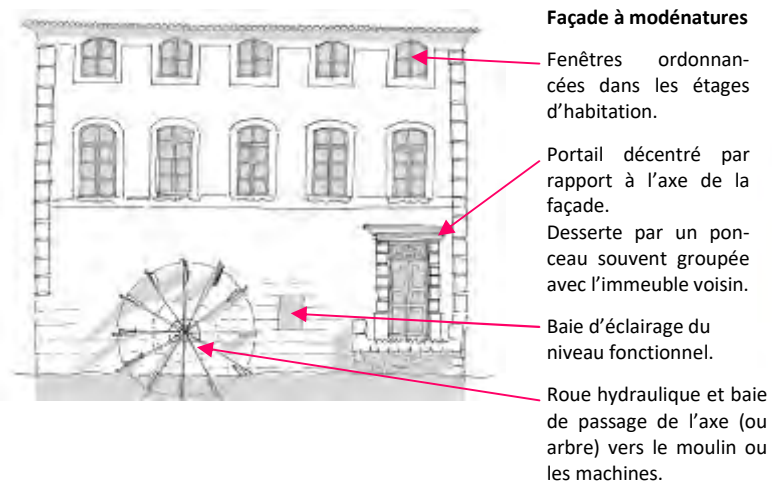 Façade à modénatures
Fenêtres ordonnan-
cées dans les étages
d’habitation.
Portail décentré par
rapport à l’axe de la
façade.
Desserte par un pon-
ceau souvent groupée
avec l’immeuble voisin.
Baie d’éclairage du
niveau fonctionnel.
Roue hydraulique et baie
de passage de l’axe (ou
arbre) vers le moulin ou
les machines.